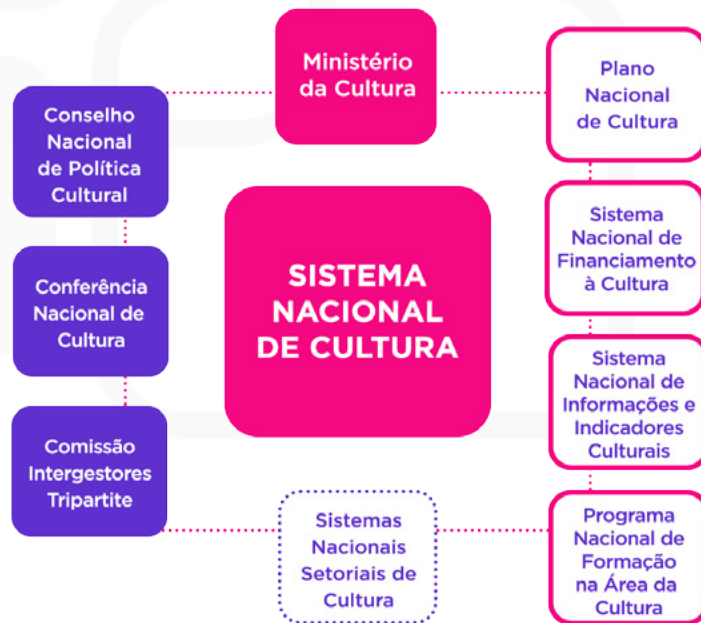 Ministério
da Cultura
Plano
Nacional
de Cultura
Conselho
Nacional
de Política
Cultural
Sistema
Nacional de
Financiamento
à Cultura
SISTEMA
NACIONAL
DE CULTURA
Conferência
Nacional de
Cultura
Sistema
Nacional de
Informações e
Indicadores
Culturais
Comissão
Intergestores
Tripartite
Sistemas
Nacionais
Setoriais de
Cultura
Programa
Nacional de
Formação
na Área da
Cultura